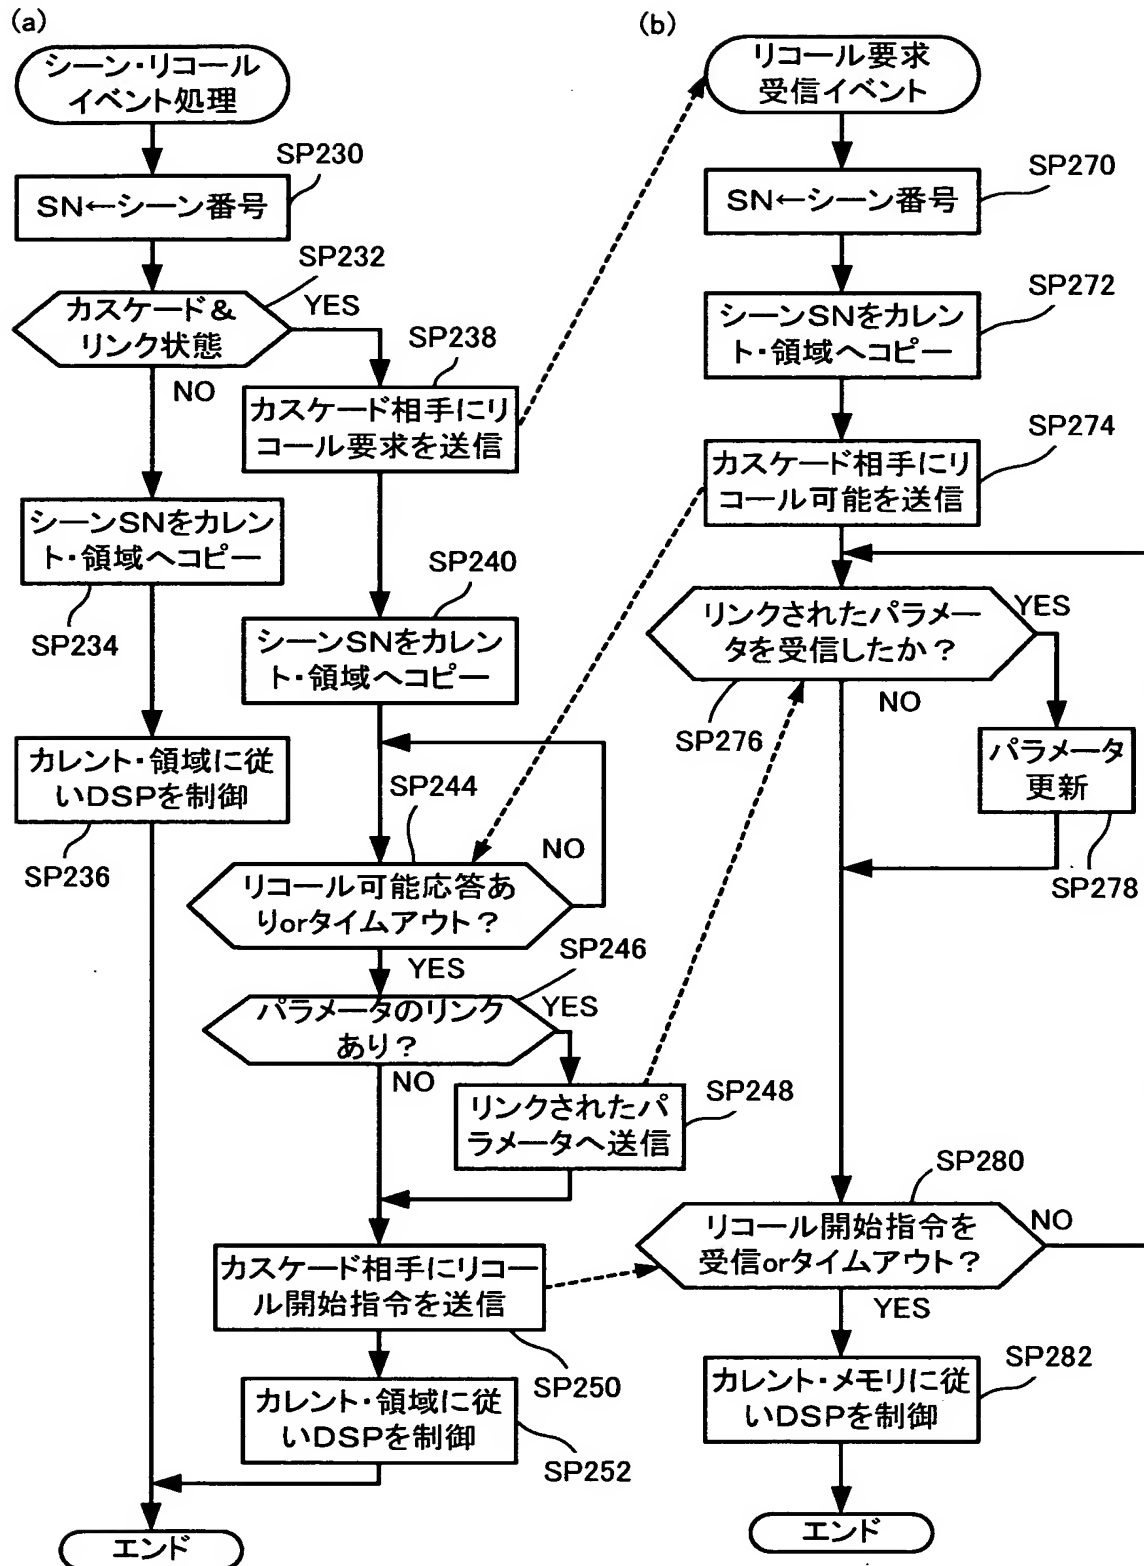 (a)
シーン・リコール
イベント処理
SP230
SN←シーン番号
SP232
カスケード&
リンク状態
YES
NO
SP238
カスケード相手にリ
コール要求を送信
シーンSNをカレン
ト・領域へコピー
SP234
SP240
シーンSNをカレン
ト・領域へコピー
カレント・領域に従
いDSPを制御
SP236
SP244
NO
リコール可能応答あ
りorタイムアウト?
YES
SP246
パラメータのリンク
あり?
YES
NO
SP248
リンクされたパ
ラメータへ送信
カスケード相手にリコー
ル開始指令を送信
SP250
カレント・領域に従
いDSPを制御
SP252
エンド
(b)
リコール要求
受信イベント
SP270
SN←シーン番号
SP272
シーンSNをカレン
ト・領域へコピー
SP274
カスケード相手にリ
コール可能を送信
リンクされたパラメー
タを受信したか?
YES
NO
SP276
パラメータ
更新
SP278
SP280
リコール開始指令を
受信orタイムアウト?
NO
YES
SP282
カレント・メモリに従
いDSPを制御
エンド